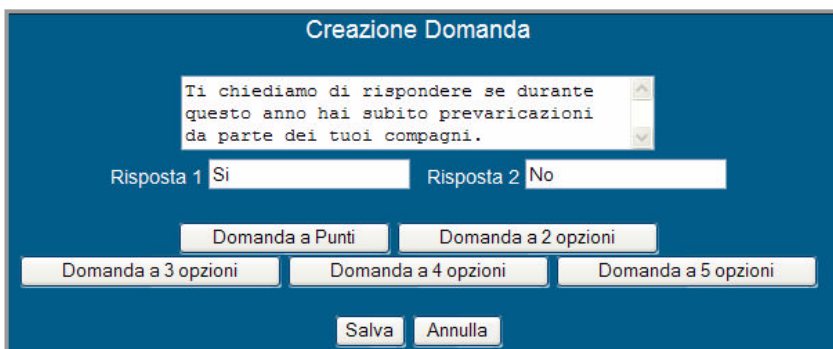 Creazione Domanda
Ti chiediamo di rispondere se durante
questo anno hai subito prevaricazioni
da parte dei tuoi compagni.
Risposta 1 Si Risposta 2 No
Domanda a Punti Domanda a 2 opzioni
Domanda a 3 opzioni Domanda a 4 opzioni Domanda a 5 opzioni
Salva Annulla